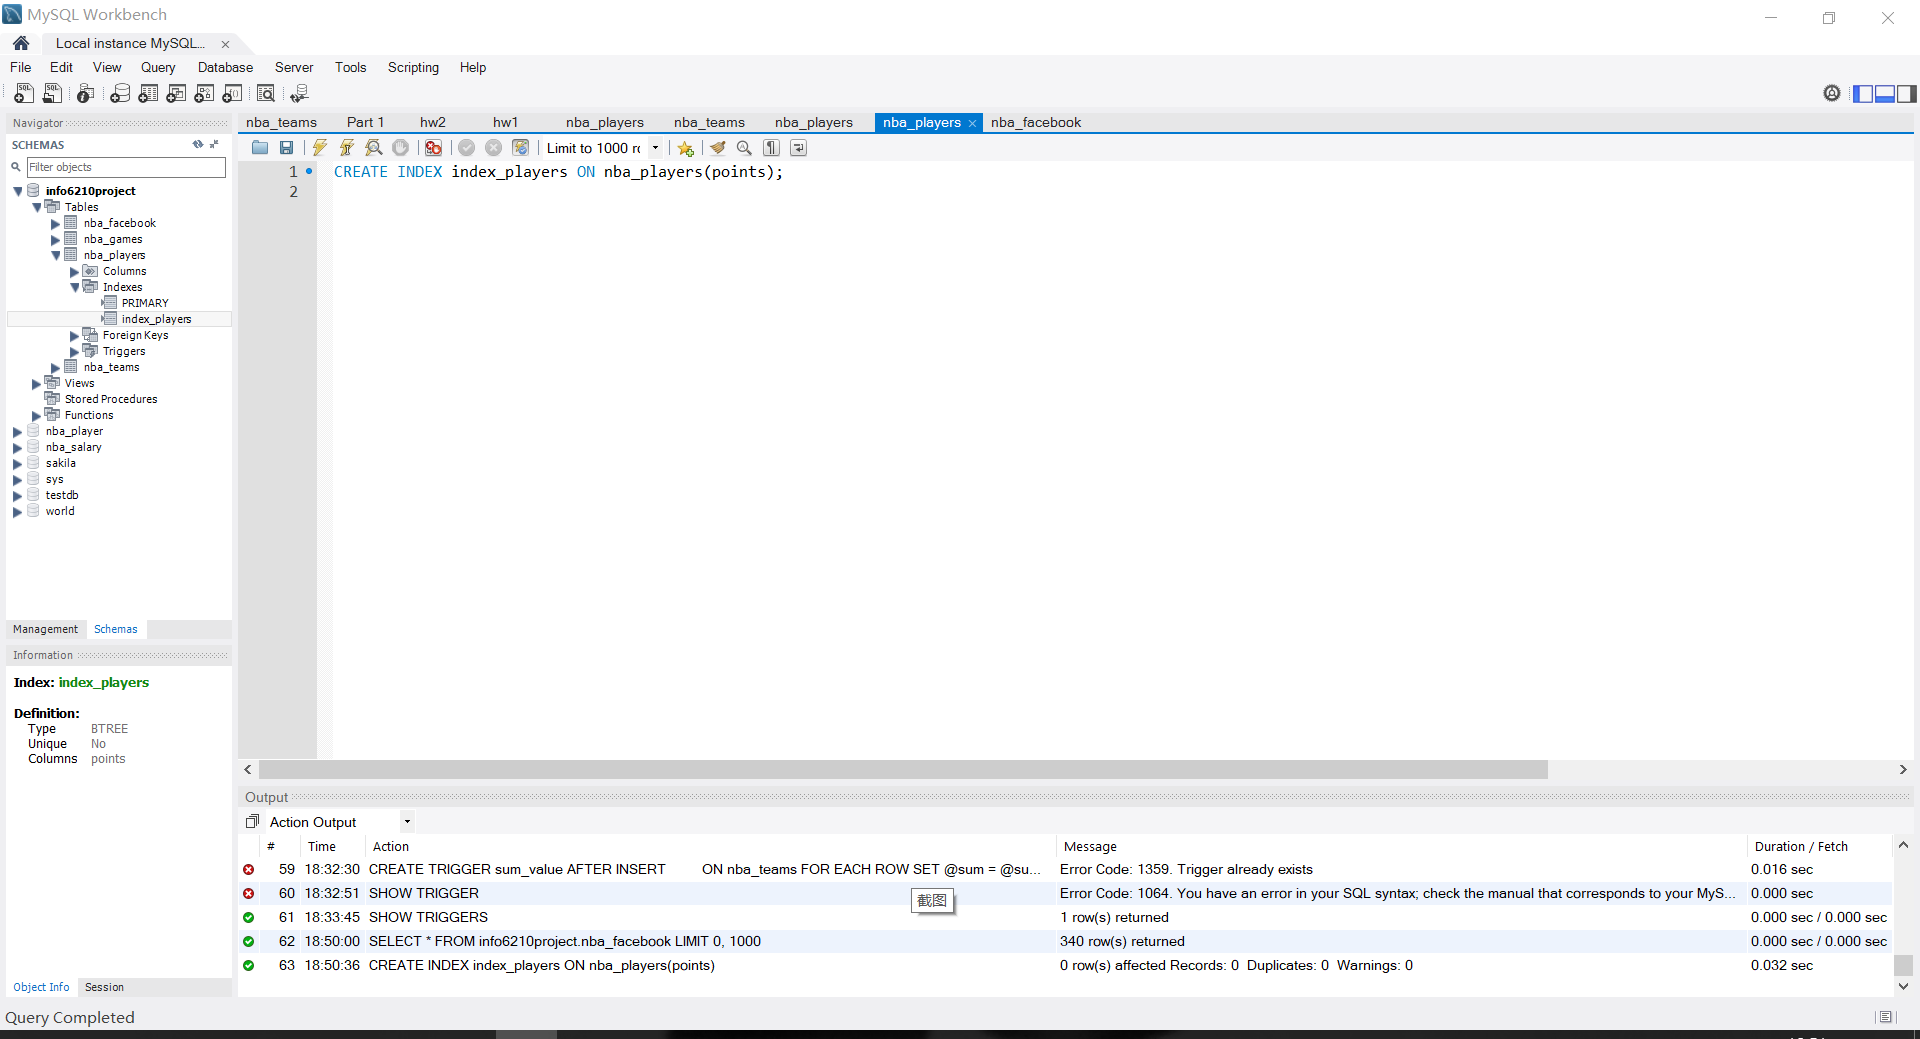 MySQL Workbench
Local instance MySQL...
File Edit View Query Database Server Tools Scripting Help
Navigator
SCHEMAS
Filter objects
info6210project
Tables
nba_facebook
nba_games
nba_players
Columns
Indexes
PRIMARY
index_players
Foreign Keys
Triggers
nba_teams
Views
Stored Procedures
Functions
nba_player
nba_salary
sakila
sys
testdb
world
Management Schemas
Information
Index: index_players
Definition:
Type BTREE
Unique No
Columns points
Object Info Session
nba_teams Part 1 hw2 hw1 nba_players nba_teams nba_players nba_players nba_facebook
Limit to 1000 rc
1 CREATE INDEX index_players ON nba_players(points);
2
Output
Action Output
# Time Action Message Duration / Fetch
59 18:32:30 CREATE TRIGGER sum_value AFTER INSERT ON nba_teams FOR EACH ROW SET @sum = @su... Error Code: 1359. Trigger already exists 0.016 sec
60 18:32:51 SHOW TRIGGER Error Code: 1064. You have an error in your SQL syntax; check the manual that corresponds to your MyS... 0.000 sec
截图
61 18:33:45 SHOW TRIGGERS 1 row(s) returned 0.000 sec / 0.000 sec
62 18:50:00 SELECT * FROM info6210project.nba_facebook LIMIT 0, 1000 340 row(s) returned 0.000 sec / 0.000 sec
63 18:50:36 CREATE INDEX index_players ON nba_players(points) 0 row(s) affected Records: 0 Duplicates: 0 Warnings: 0 0.032 sec
Query Completed